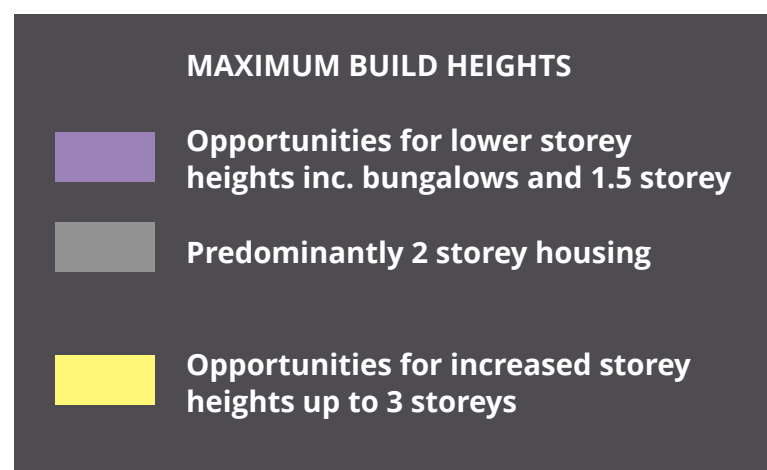 MAXIMUM BUILD HEIGHTS
Opportunities for lower storey
heights inc. bungalows and 1.5 storey
Predominantly 2 storey housing
Opportunities for increased storey
heights up to 3 storeys